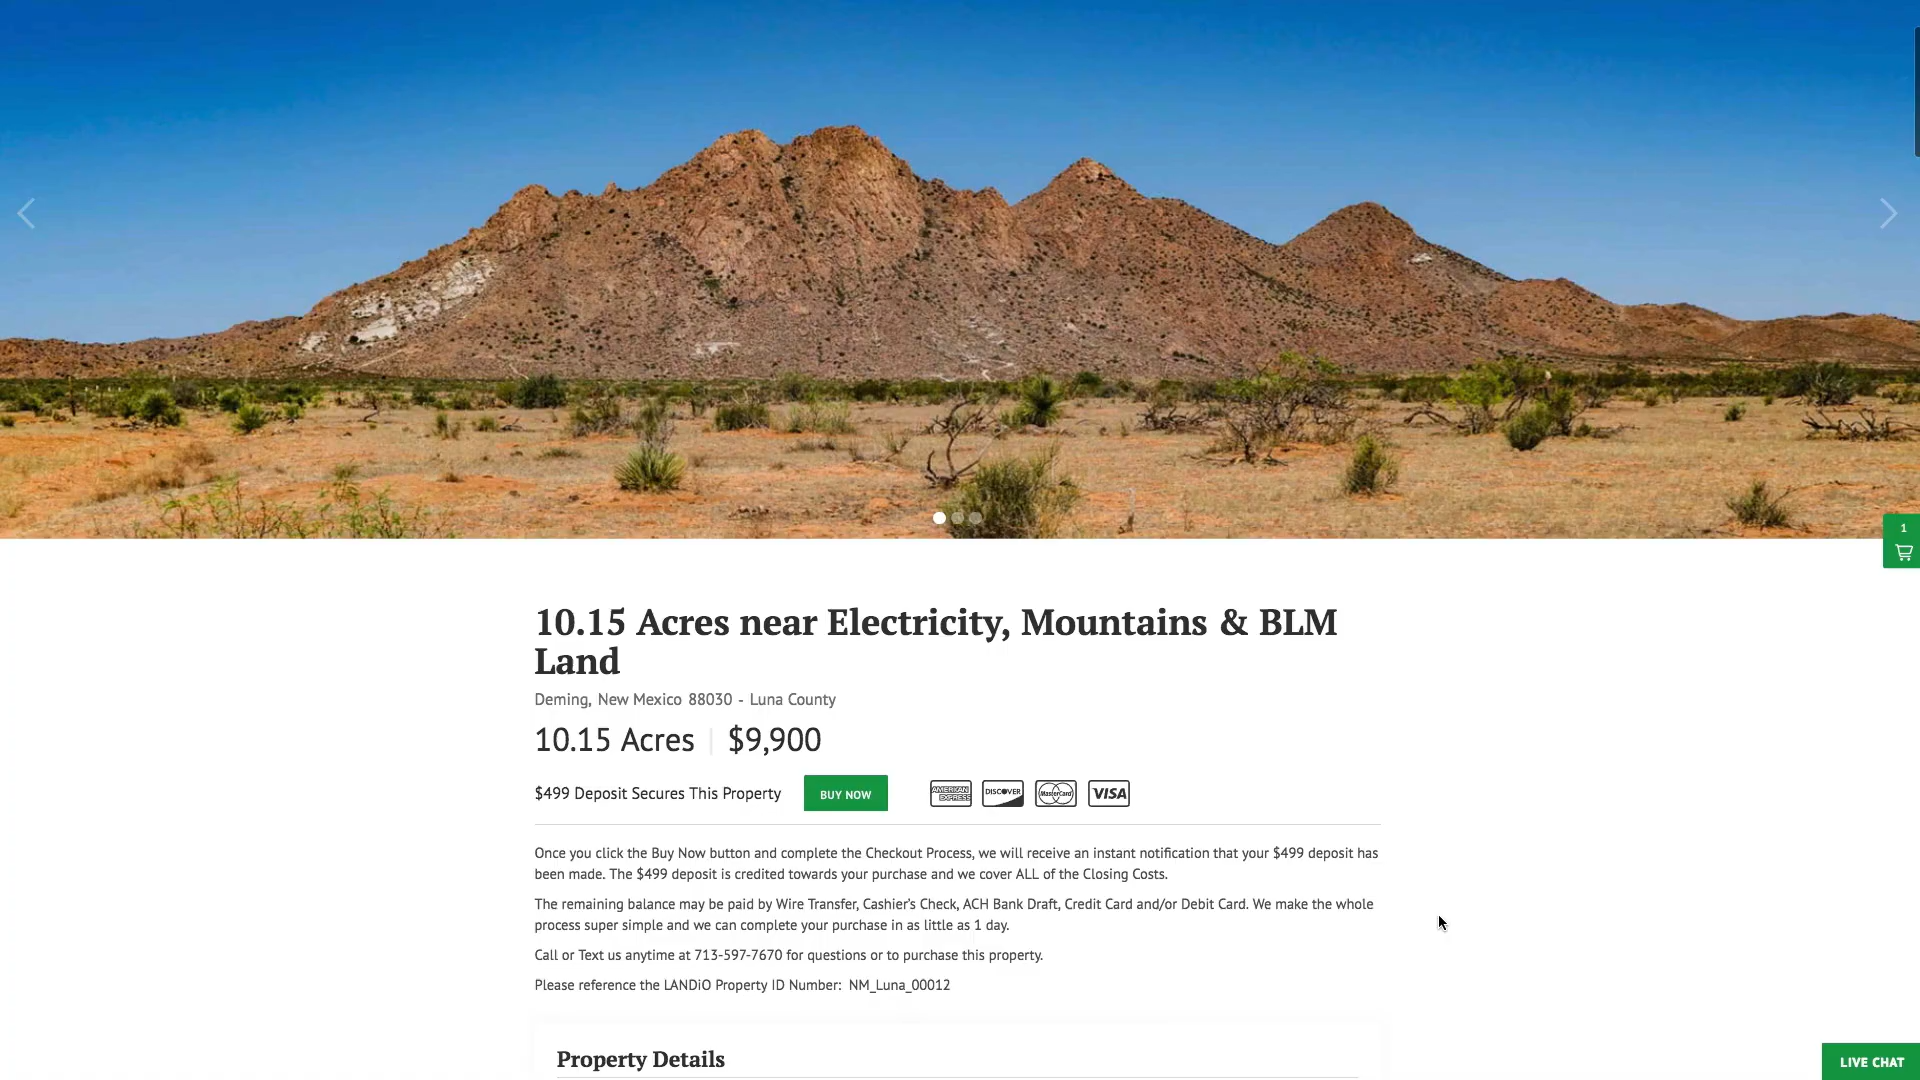 1
10.15 Acres near Electricity, Mountains & BLM
Land
Deming, New Mexico 88030 - Luna County
10.15 Acres | $9,900
$499 Deposit Secures This Property BUY NOW AMERICAN EXPRESS DISCOVER MasterCard VISA
Once you click the Buy Now button and complete the Checkout Process, we will receive an instant notification that your $499 deposit has
been made. The $499 deposit is credited towards your purchase and we cover ALL of the Closing Costs.
The remaining balance may be paid by Wire Transfer, Cashier's Check, ACH Bank Draft, Credit Card and/or Debit Card. We make the whole
process super simple and we can complete your purchase in as little as 1 day.
Call or Text us anytime at 713-597-7670 for questions or to purchase this property.
Please reference the LANDiO Property ID Number: NM_Luna_00012
Property Details
LIVE CHAT